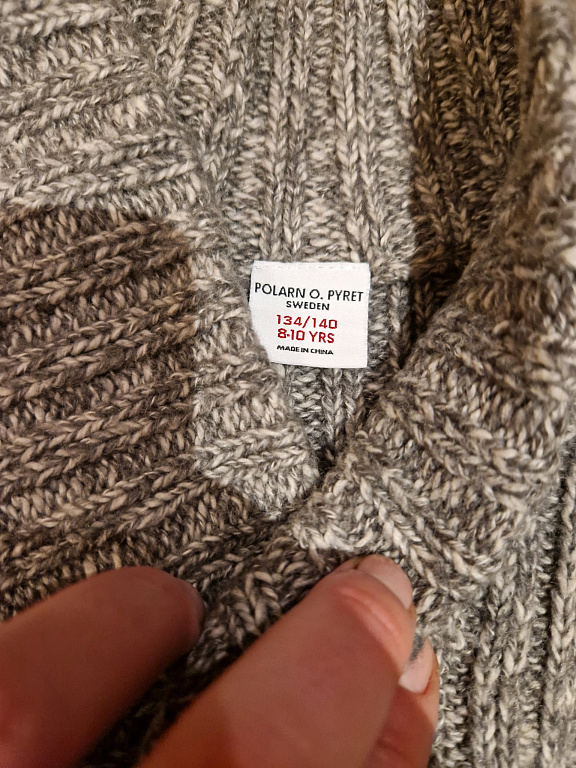 POLARN O. PYRET
SWEDEN
134/140
8-10 YRS
MADE IN CHINA